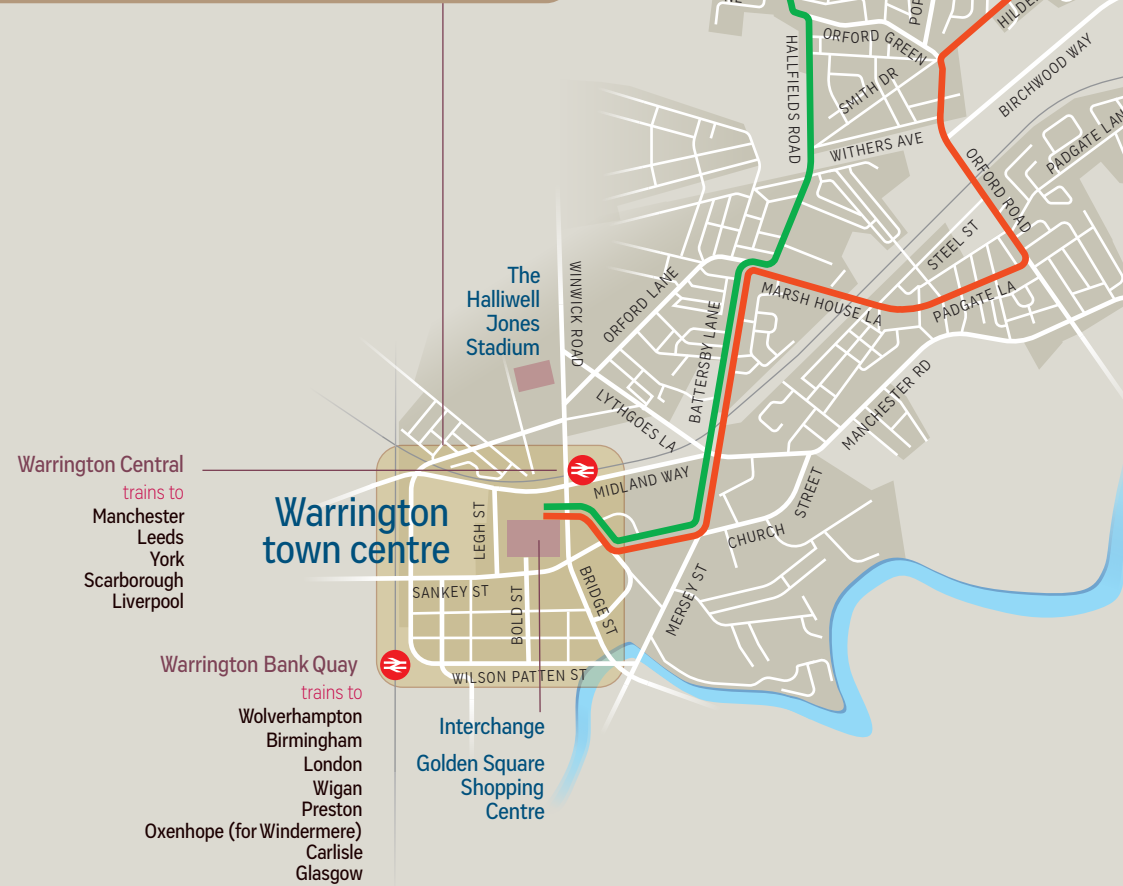 ORFORD GREEN
HILDE
HALLFIELDS ROAD
SMITH DR
BIRCHWOOD WAY
WITHERS AVE
PADGATE LAN
ORFORD ROAD
STEEL ST
The
Halliwell
Jones
Stadium
WINWICK ROAD
ORFORD LANE
MARSH HOUSE LA
PADGATE LA
BATTERSBY LANE
LYTHGOES LA
MANCHESTER RD
Warrington Central
trains to
Manchester
Leeds
York
Scarborough
Liverpool
MIDLAND WAY
Warrington
town centre
LEGH ST
CHURCH STREET
SANKEY ST
BOLD ST
BRIDGE ST
MERSEY ST
WILSON PATTEN ST
Warrington Bank Quay
trains to
Wolverhampton
Birmingham
London
Wigan
Preston
Oxenhope (for Windermere)
Carlisle
Glasgow
Interchange
Golden Square
Shopping
Centre